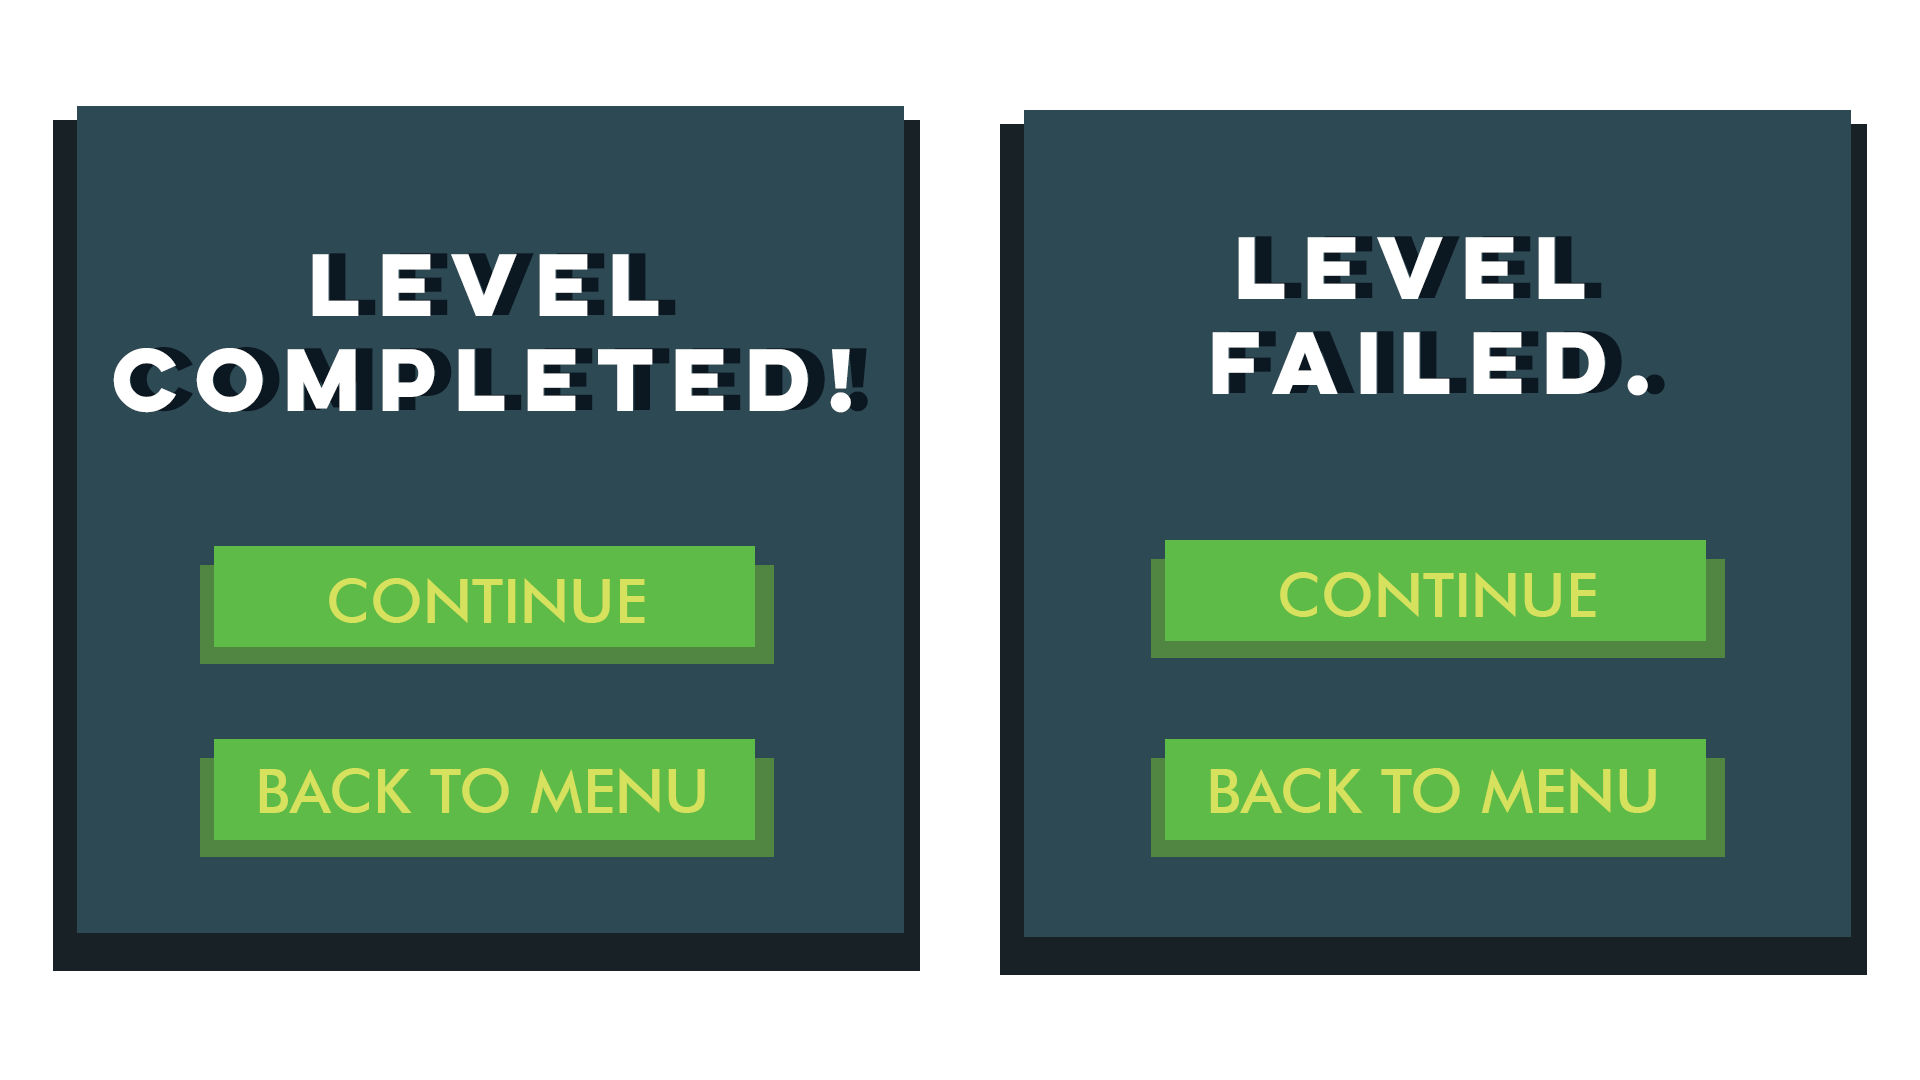 LEVEL
COMPLETED!
CONTINUE
BACK TO MENU
LEVEL
FAILED.
CONTINUE
BACK TO MENU